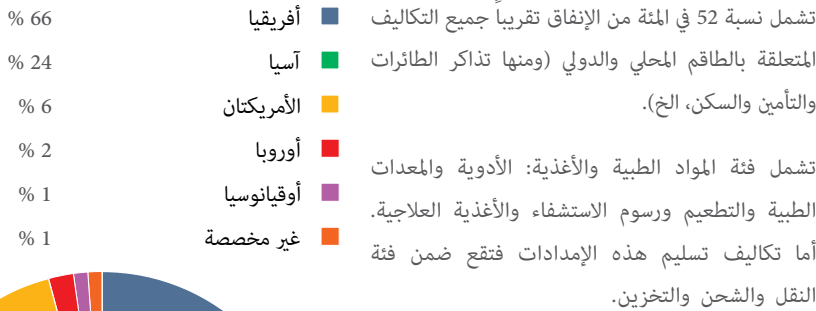 تشمل نسبة 52 في المئة من الإنفاق تقريباً جميع التكاليف
المتعلقة بالطاقم المحلي والدولي (ومنها تذاكر الطائرات
والتأمين والسكن، الخ).
تشمل فئة المواد الطبية والأغذية: الأدوية والمعدات
الطبية والتطعيم ورسوم الاستشفاء والأغذية العلاجية.
أما تكاليف تسليم هذه الإمدادات فتقع ضمن فئة
النقل والشحن والتخزين.
أفريقيا 66 %
آسيا 24 %
الأمريكتان 6 %
أوروبا 2 %
أوقيانوسيا 1 %
غير مخصصة 1 %